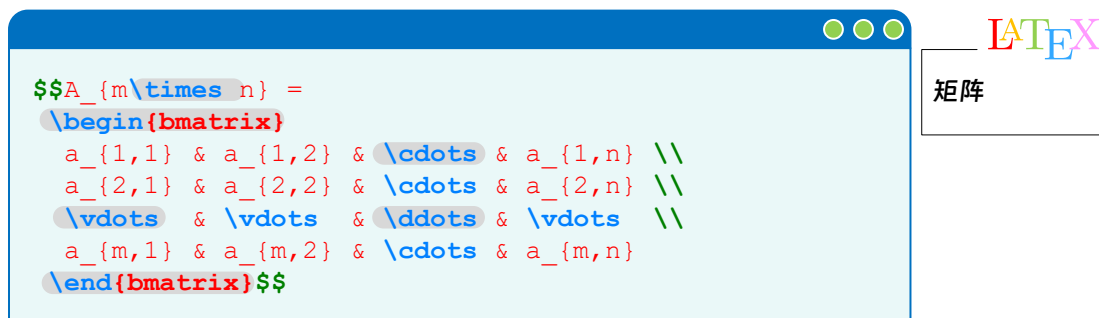 LATEX
矩阵
$$A_{m\times n} =
\begin{bmatrix}
a_{1,1} & a_{1,2} & \cdots & a_{1,n} \\
a_{2,1} & a_{2,2} & \cdots & a_{2,n} \\
\vdots & \vdots & \ddots & \vdots \\
a_{m,1} & a_{m,2} & \cdots & a_{m,n}
\end{bmatrix}$$